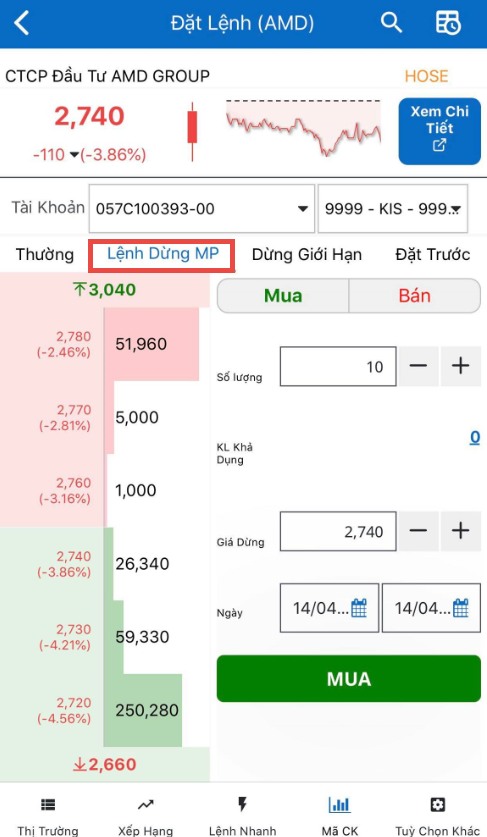 Đặt Lệnh (AMD)
CTCP Đầu Tư AMD GROUP
HOSE
2,740
-110 (-3.86%)
Xem Chi
Tiết
Tài Khoản
057C100393-00
9999 - KIS - 999...
Thường
Lệnh Dừng MP
Dừng Giới Hạn
Đặt Trước
3,040
Mua
Bán
2,780
(-2.46%)
51,960
Số lượng
10
2,770
(-2.81%)
5,000
KL Khả
Dụng
0
2,760
(-3.16%)
1,000
Giá Dừng
2,740
2,740
(-3.86%)
26,340
Ngày
14/04...
14/04...
2,730
(-4.21%)
59,330
MUA
2,720
(-4.56%)
250,280
2,660
Thị Trường
Xếp Hạng
Lệnh Nhanh
Mã CK
Tuỳ Chọn Khác